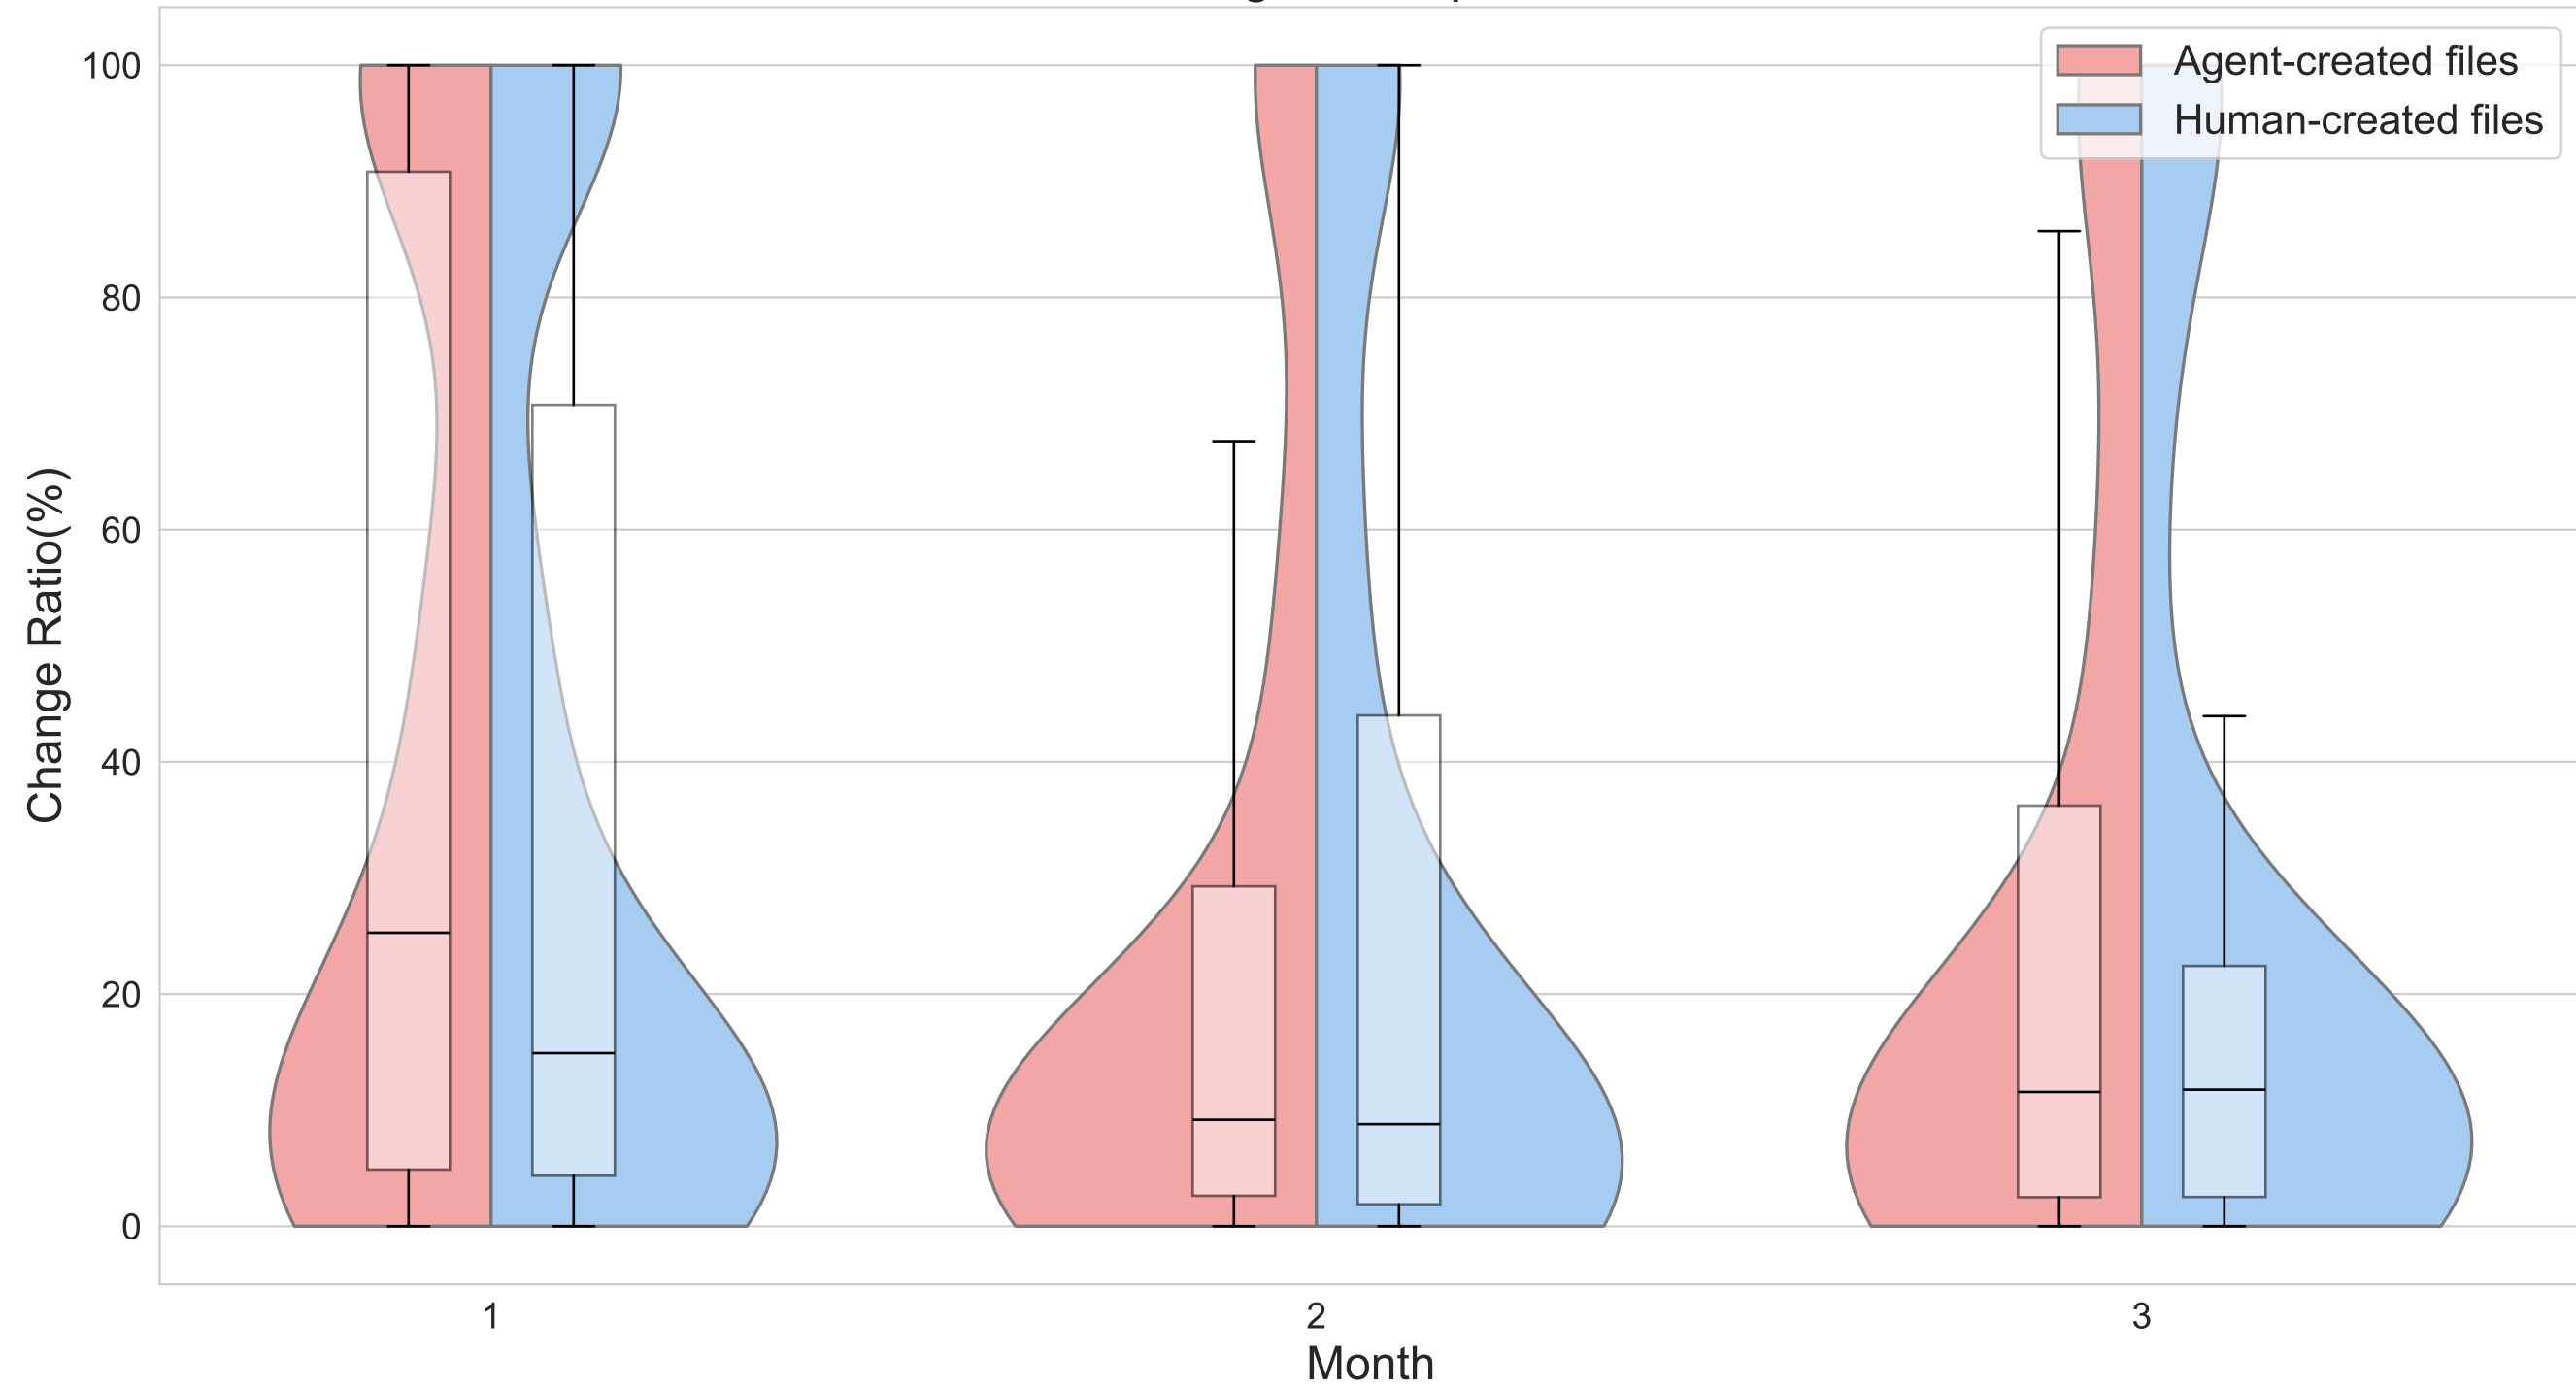 Agent-created files
Human-created files
Change Ratio(%)
100
80
60
40
20
0
1
2
3
Month